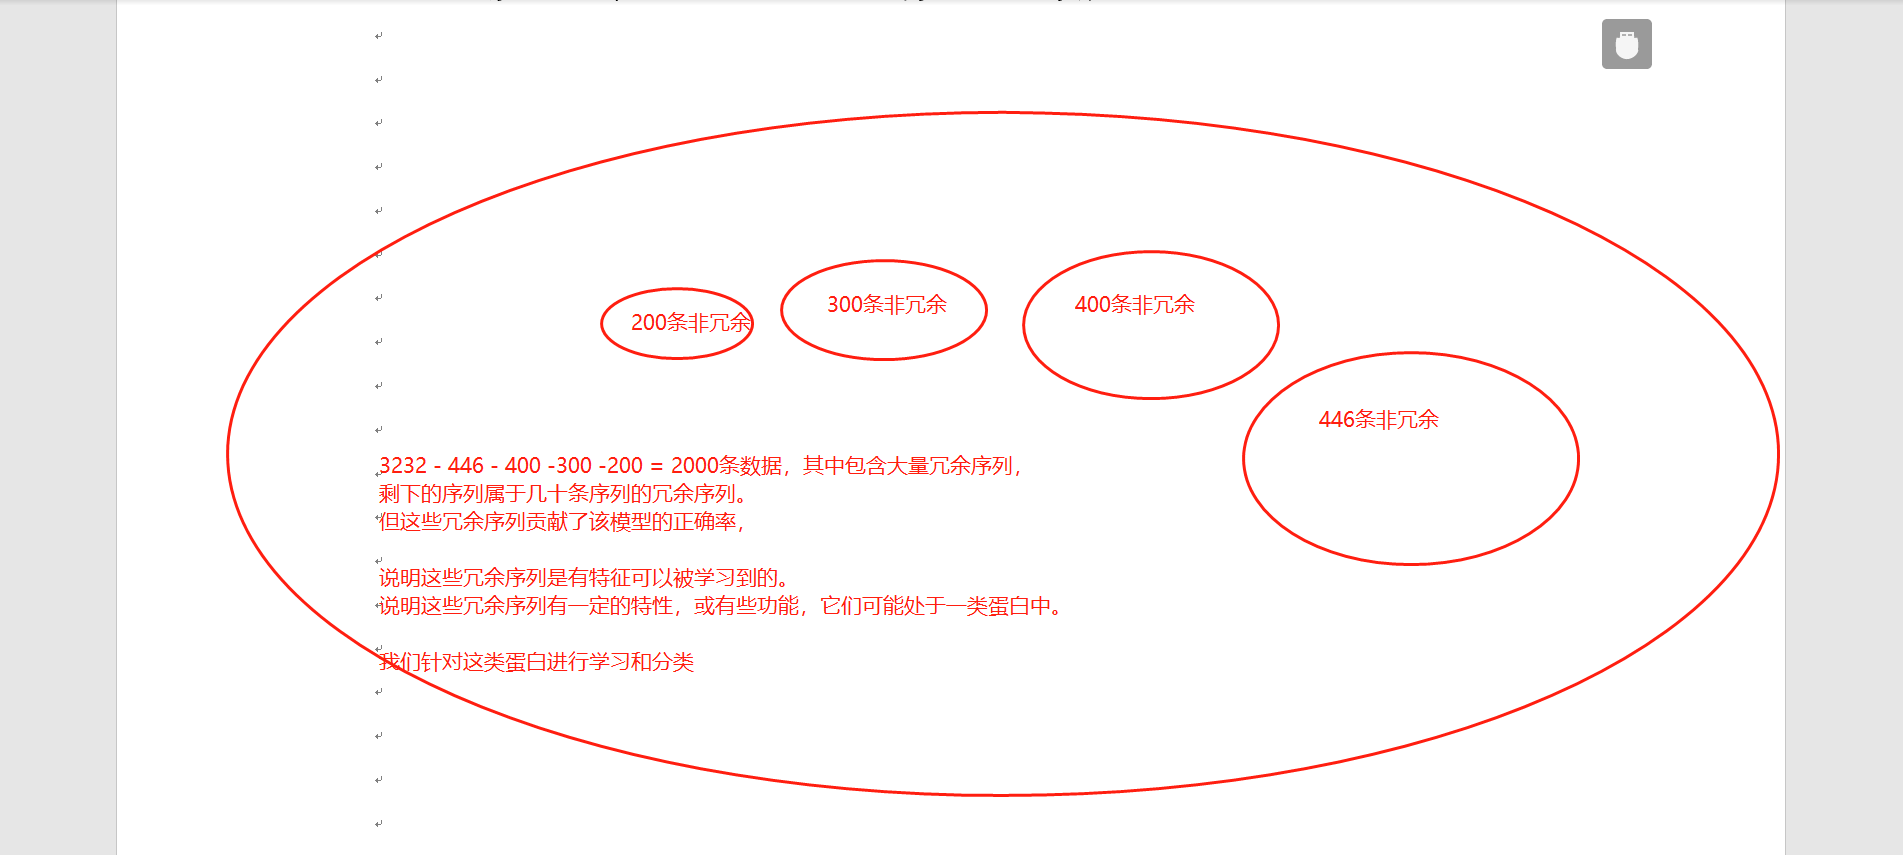 200条非冗余
300条非冗余
400条非冗余
446条非冗余
3232 - 446 - 400 -300 -200 = 2000条数据，其中包含大量冗余序列，
剩下的序列属于几十条序列的冗余序列。
但这些冗余序列贡献了该模型的正确率，
说明这些冗余序列是有特征可以被学习到的。
说明这些冗余序列有一定的特性，或有些功能，它们可能处于一类蛋白中。
我们针对这类蛋白进行学习和分类